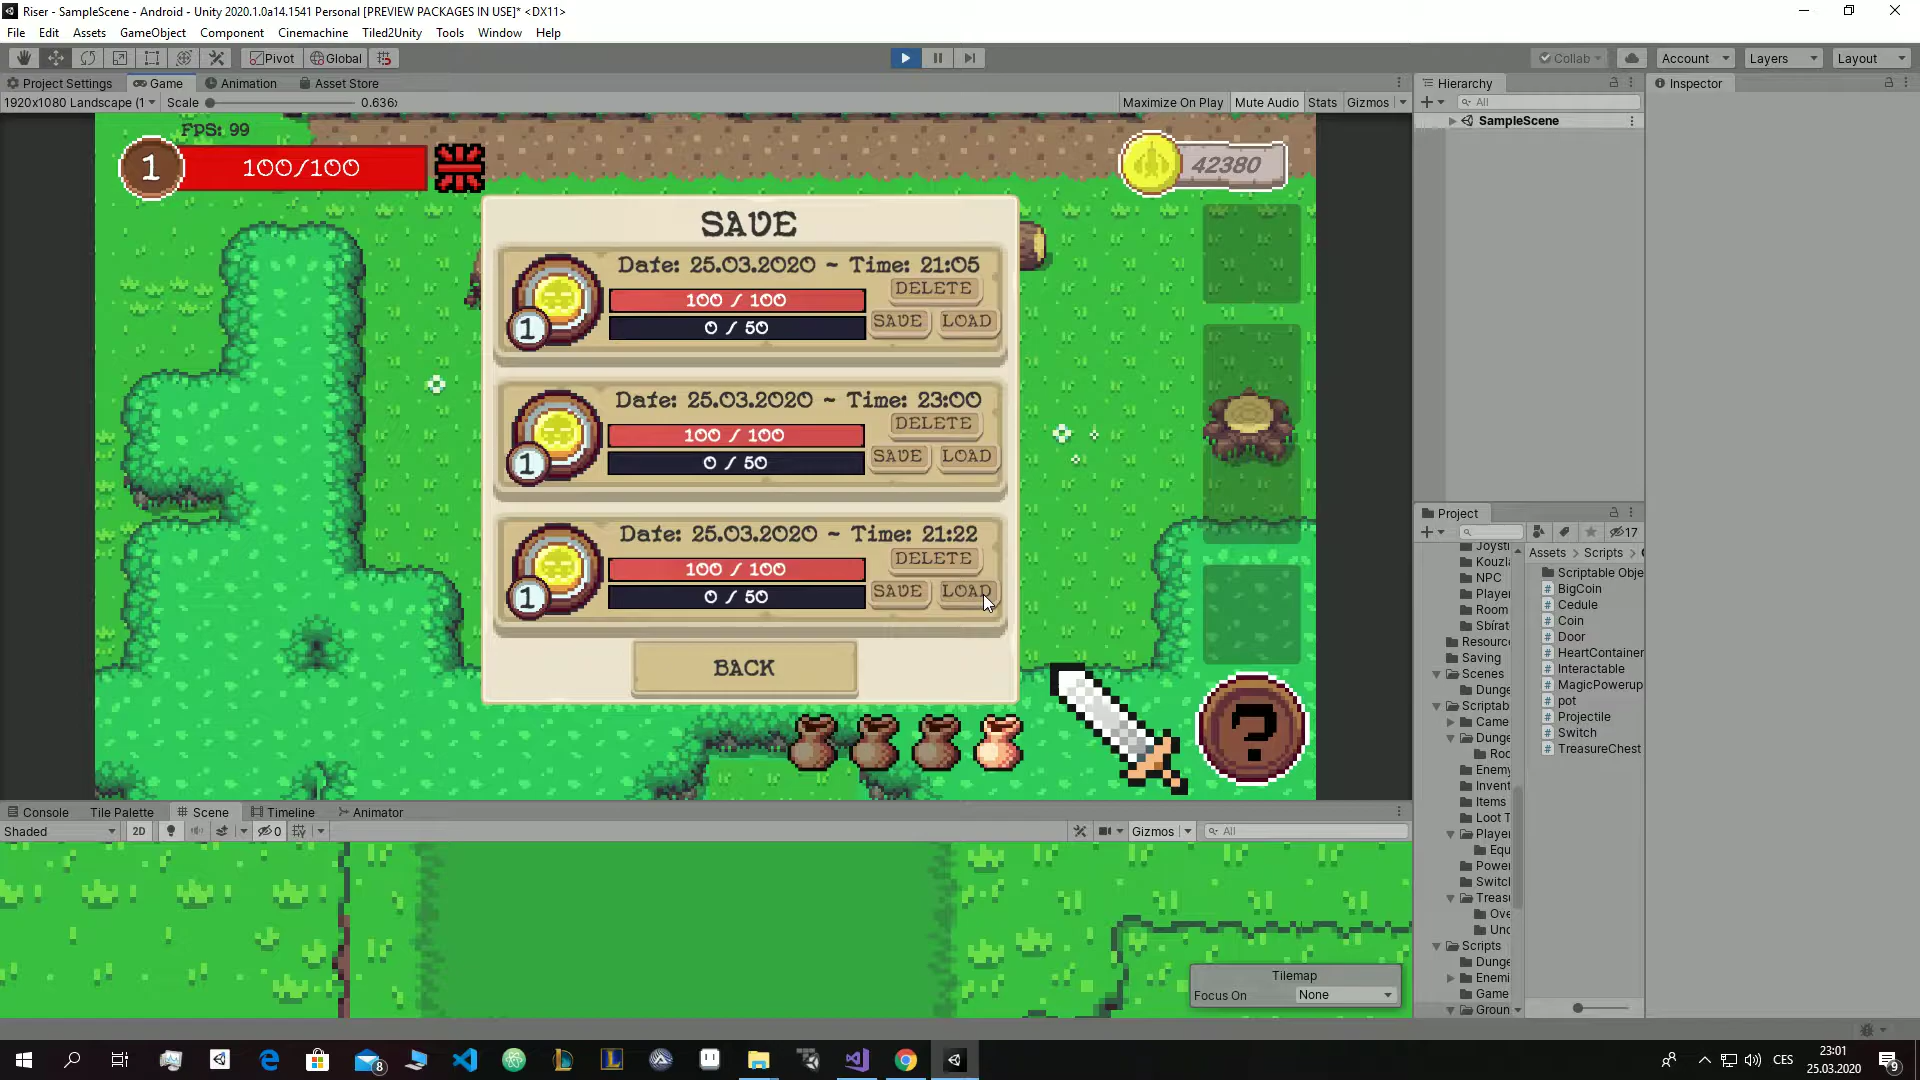 Riser - SampleScene - Android - Unity 2020.1.0a14.1541 Personal [PREVIEW PACKAGES IN USE]* <DX11>
File Edit Assets GameObject Component Cinemachine Tiled2Unity Tools Window Help
Pivot Global Collab Account Layers Layout
Project Settings Game Animation Asset Store
1920x1080 Landscape (1 Scale 0.636x Maximize On Play Mute Audio Stats Gizmos
Hierarchy
All
SampleScene
Inspector
FPS: 99
1 100/100
42380
SAVE
Date: 25.03.2020 ~ Time: 21:05
100 / 100 DELETE
1 0 / 50 SAVE LOAD
Date: 25.03.2020 ~ Time: 23:00
100 / 100 DELETE
1 0 / 50 SAVE LOAD
Date: 25.03.2020 ~ Time: 21:22
100 / 100 DELETE
1 0 / 50 SAVE LOAD
BACK
?
Project
17
Joysti
Kouzl
NPC
Player
Room
Sbírat
Resource
Saving
Scenes
Dunge
Scriptab
Came
Dunge
Roo
Enemy
Invent
Items
Loot T
Player
Equ
Power
Switc
Treas
Ove
Unc
Scripts
Dunge
Enemi
Game
Groun
Assets > Scripts >
Scriptable Obje
BigCoin
Cedule
Coin
Door
HeartContainer
Interactable
MagicPowerup
pot
Projectile
Switch
TreasureChest
Console Tile Palette Scene Timeline Animator
Shaded 2D 0 Gizmos All
Tilemap
Focus On None
8
CES
23:01
25.03.2020
9